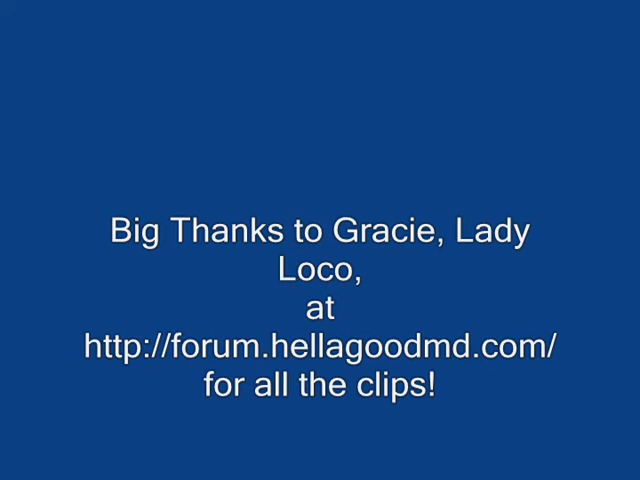 Big Thanks to Gracie, Lady
Loco,
at
http://forum.hellagoodmd.com/
for all the clips!